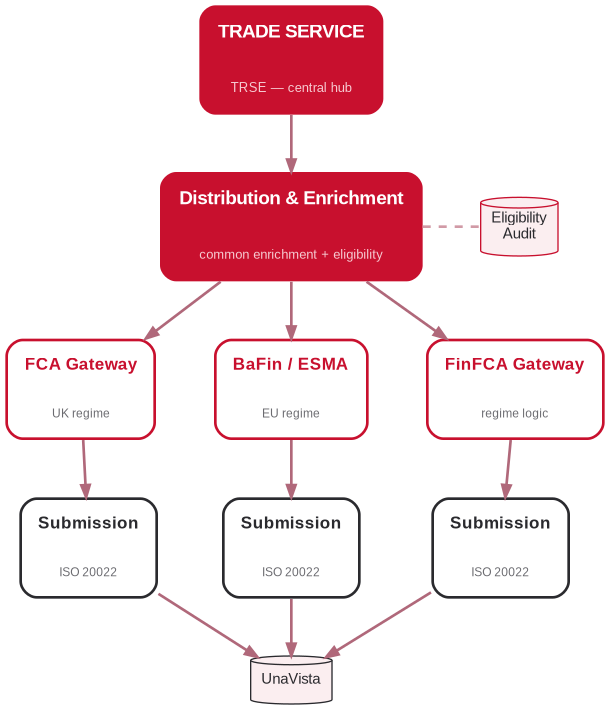 TRADE SERVICE
TRSE — central hub
Distribution & Enrichment
common enrichment + eligibility
Eligibility
Audit
FCA Gateway
UK regime
BaFin / ESMA
EU regime
FinFCA Gateway
regime logic
Submission
ISO 20022
Submission
ISO 20022
Submission
ISO 20022
UnaVista